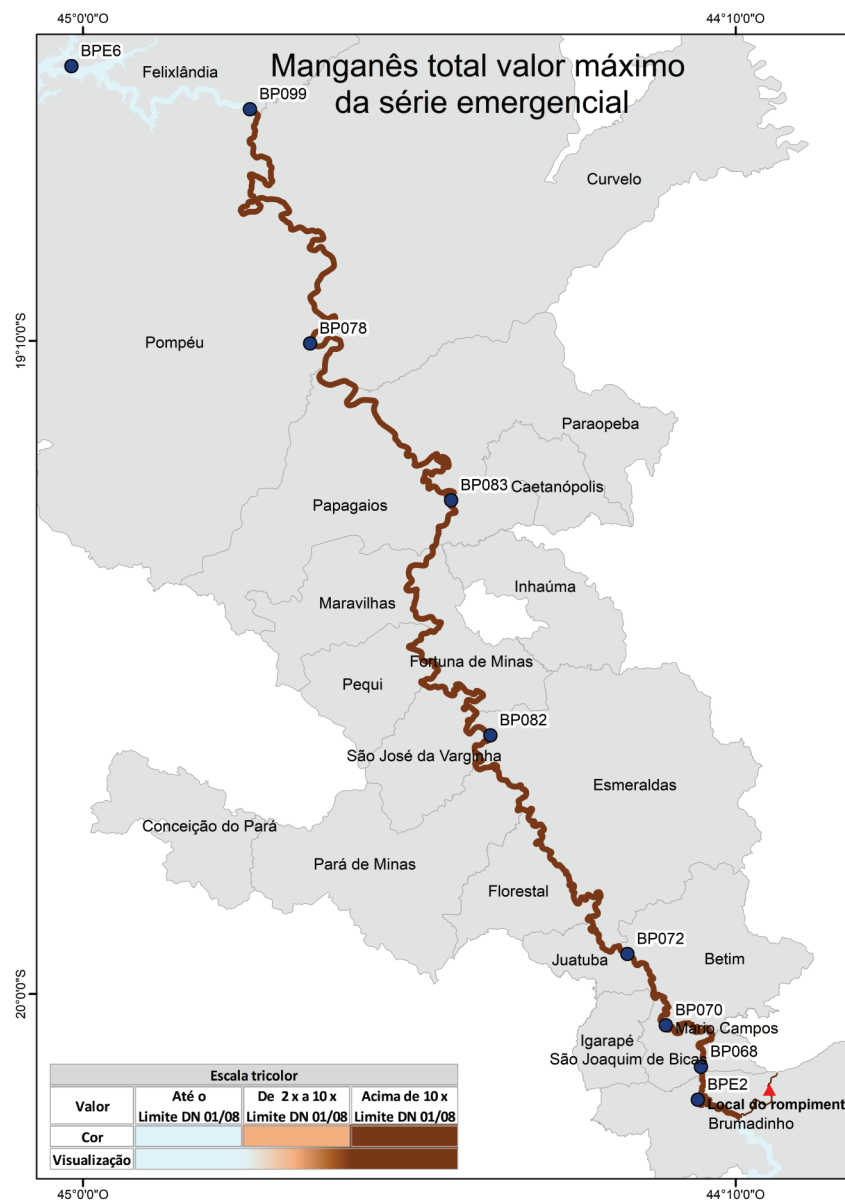 45°0'0"O
44°10'0"O
BPE6
Felixlândia
Manganês total valor máximo
da série emergencial
BP099
Curvelo
19°10'0"S
BP078
Pompéu
Paraopeba
BP083
Caetanópolis
Papagaios
Inhaúma
Maravilhas
Fortuna de Minas
Pequi
BP082
São José da Varginha
Esmeraldas
Conceição do Pará
Pará de Minas
Florestal
BP072
Juatuba
Betim
20°0'0"S
BP070
Mario Campos
Igarapé
BP068
São Joaquim de Bicas
BPE2
Local do rompiment
Brumadinho
Escala tricolor
Valor
Até o
Limite DN 01/08
De 2 x a 10 x
Limite DN 01/08
Acima de 10 x
Limite DN 01/08
Cor
Visualização
45°0'0"O
44°10'0"O